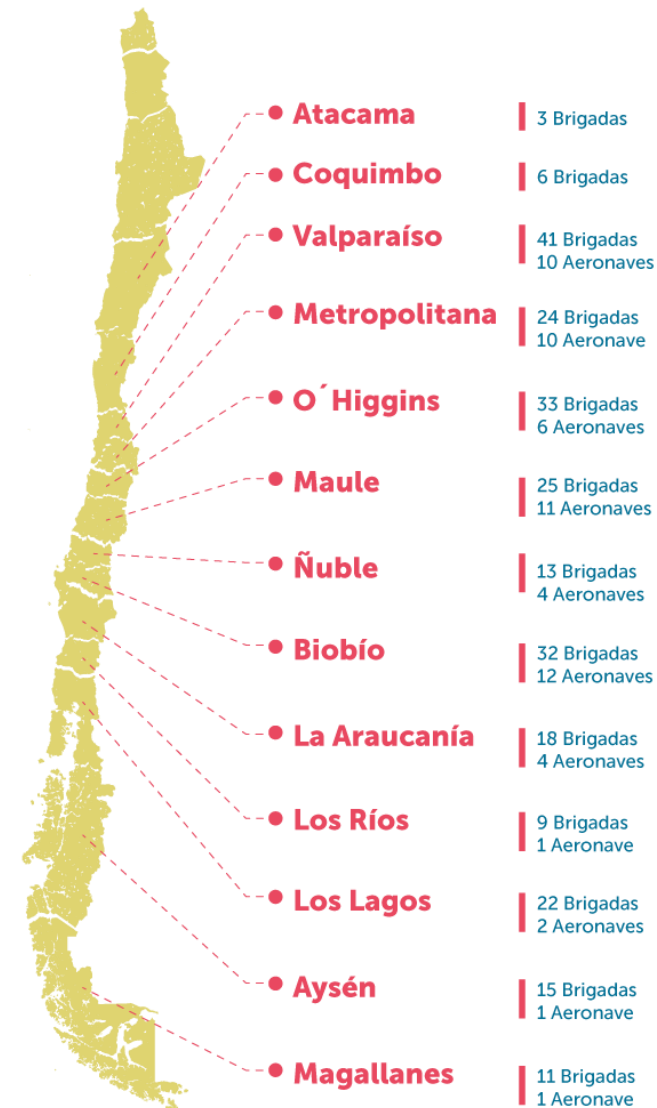 Atacama
3 Brigadas
Coquimbo
6 Brigadas
Valparaíso
41 Brigadas
10 Aeronaves
Metropolitana
24 Brigadas
10 Aeronave
O´Higgins
33 Brigadas
6 Aeronaves
Maule
25 Brigadas
11 Aeronaves
Ñuble
13 Brigadas
4 Aeronaves
Biobío
32 Brigadas
12 Aeronaves
La Araucanía
18 Brigadas
4 Aeronaves
Los Ríos
9 Brigadas
1 Aeronave
Los Lagos
22 Brigadas
2 Aeronaves
Aysén
15 Brigadas
1 Aeronave
Magallanes
11 Brigadas
1 Aeronave